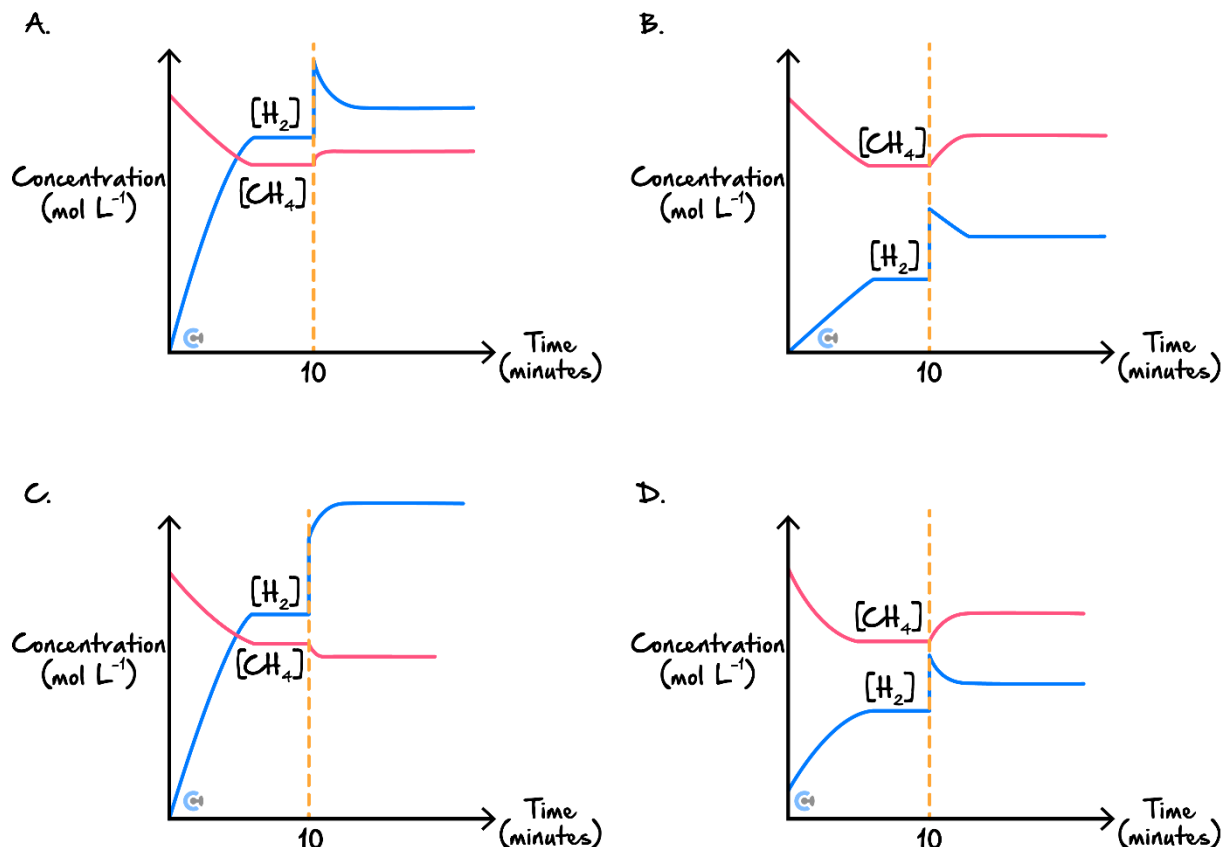 A.
[H₂]
[CH₄]
Concentration
(mol L⁻¹)
Time
(minutes)
10
B.
[CH₄]
[H₂]
Concentration
(mol L⁻¹)
Time
(minutes)
10
C.
[H₂]
[CH₄]
Concentration
(mol L⁻¹)
Time
(minutes)
10
D.
[CH₄]
[H₂]
Concentration
(mol L⁻¹)
Time
(minutes)
10